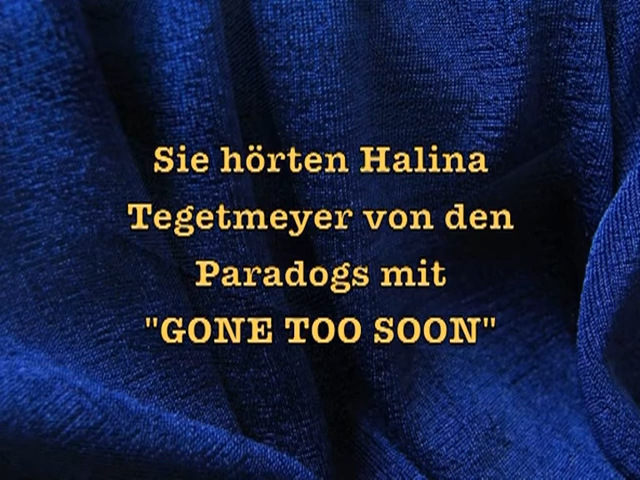 Sie hörten Halina
Tegetmeyer von den
Paradogs mit
"GONE TOO SOON"